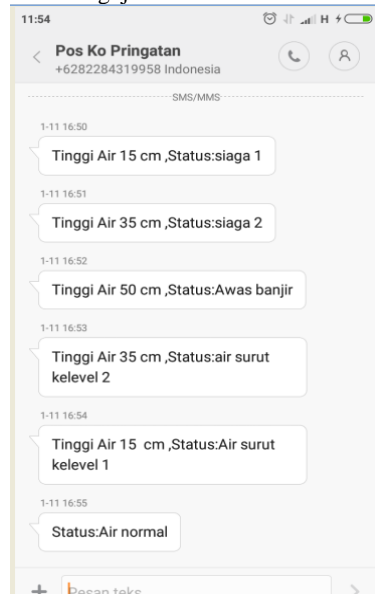 11:54
H
Pos Ko Pringatan
+6282284319958 Indonesia
SMS/MMS
1-11 16:50
Tinggi Air 15 cm ,Status:siaga 1
1-11 16:51
Tinggi Air 35 cm ,Status:siaga 2
1-11 16:52
Tinggi Air 50 cm ,Status:Awas banjir
1-11 16:53
Tinggi Air 35 cm ,Status:air surut
kelevel 2
1-11 16:54
Tinggi Air 15  cm ,Status:Air surut
kelevel 1
1-11 16:55
Status:Air normal
Pesan teks